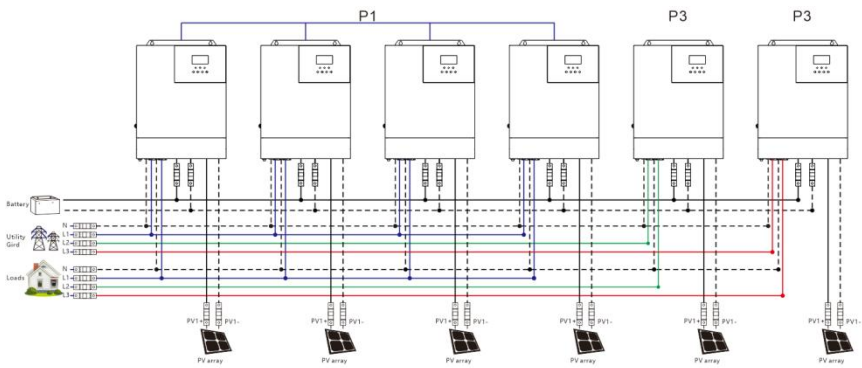 P1 P3 P3
Battery
Utility
Gird
N
L1
L2
L3
Loads
N
L1
L2
L3
PV1+ PV1- PV1+ PV1- PV1+ PV1- PV1+ PV1- PV1+ PV1- PV1+ PV1-
PV array PV array PV array PV array PV array PV array